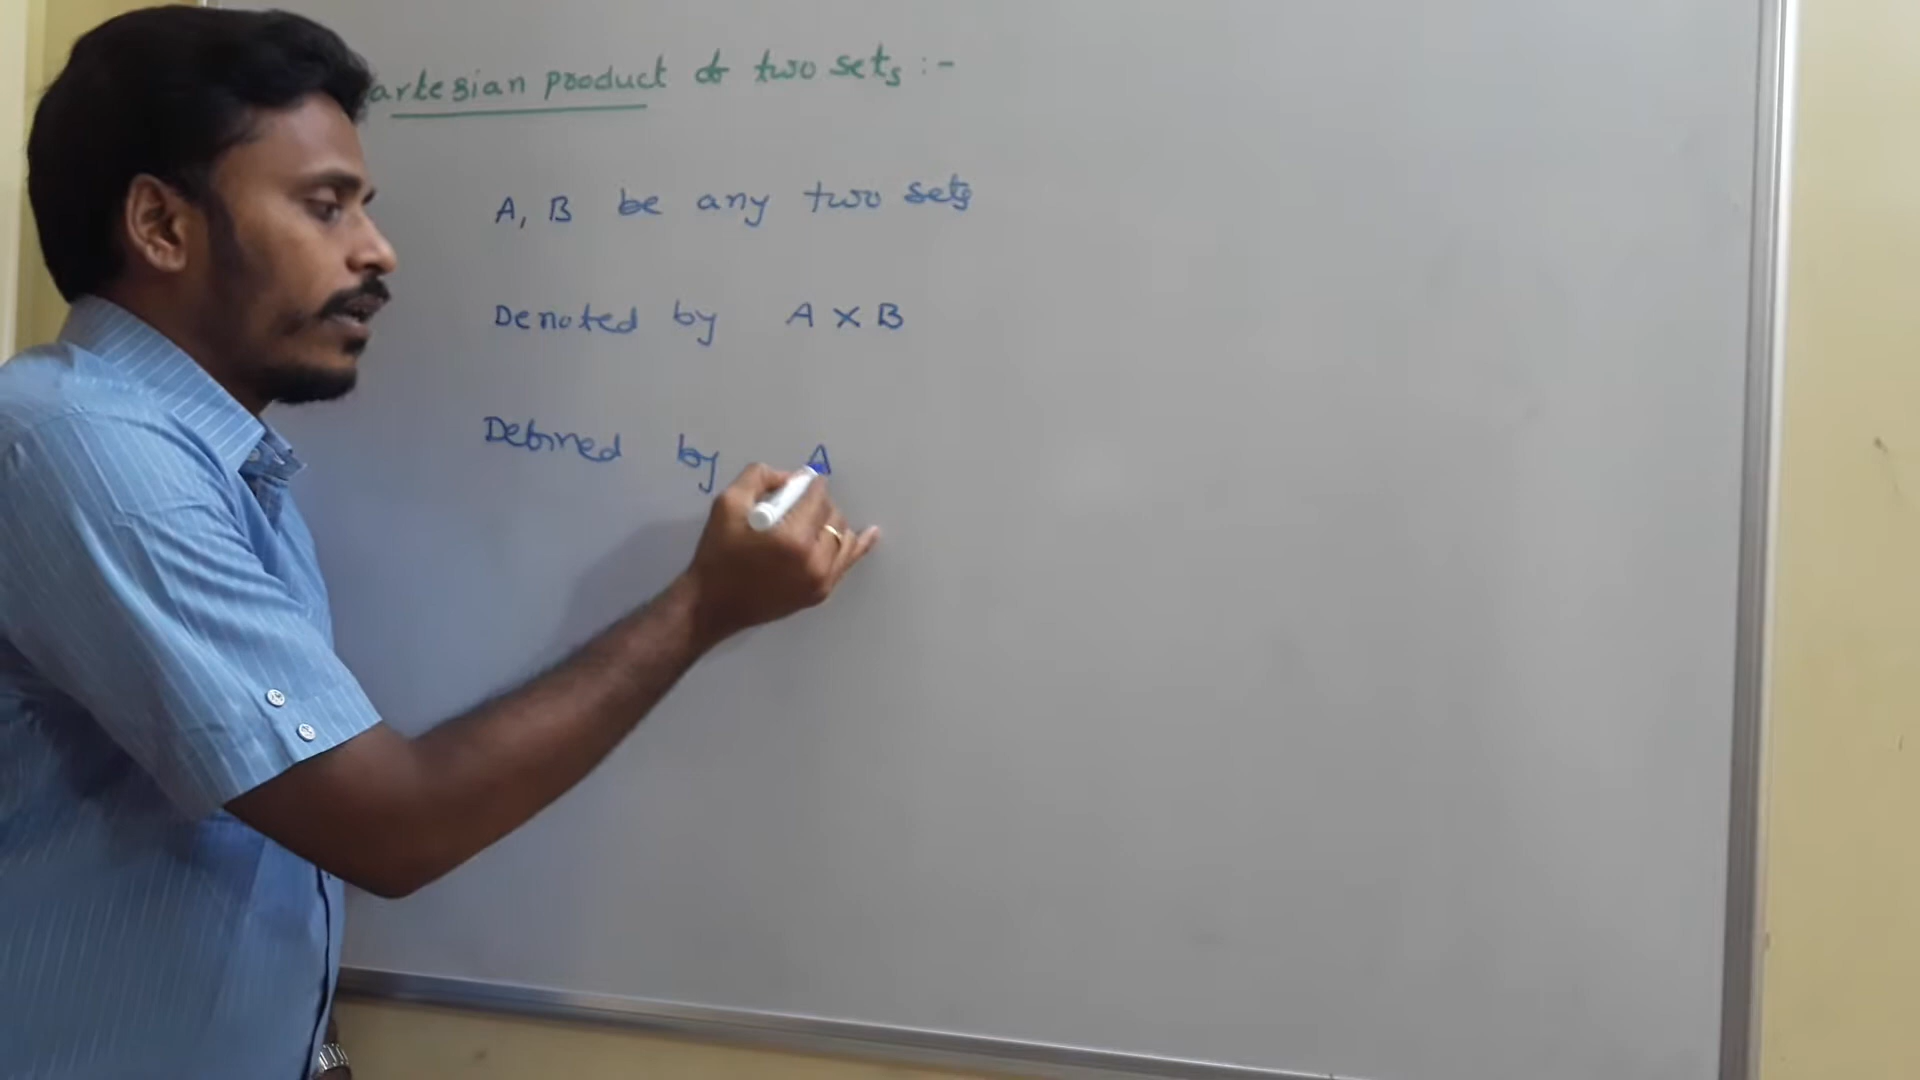 artesian product of two sets :-
A, B be any two sets
Denoted by A X B
Defined by A